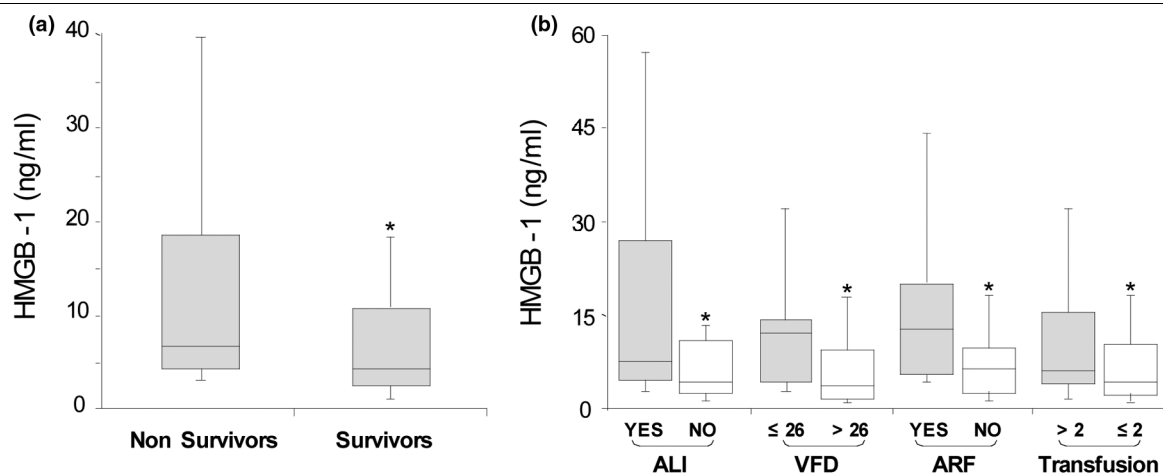 (a)
HMGB - 1 (ng/ml)
40
30
20
10
0
*
Non Survivors Survivors
(b)
HMGB - 1 (ng/ml)
60
45
30
15
0
* * * *
YES NO ≤ 26 > 26 YES NO > 2 ≤ 2
ALI VFD ARF Transfusion